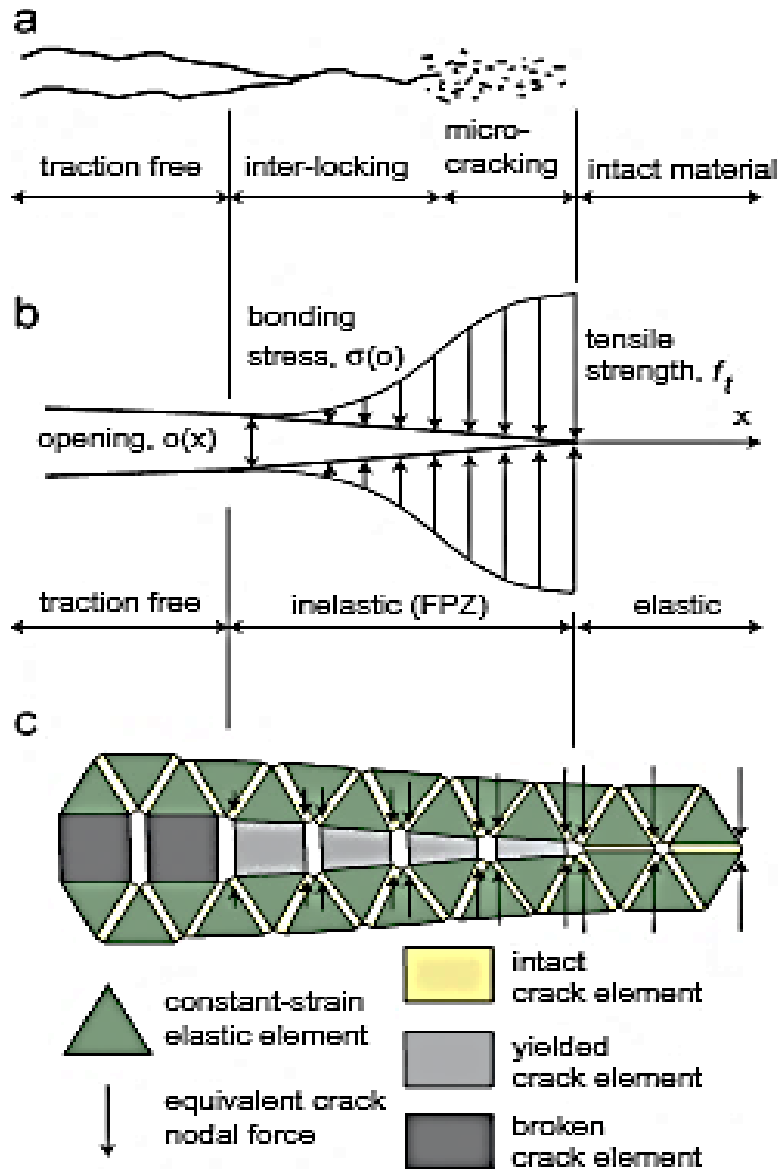 a
traction free
inter-locking
micro-
cracking
intact material
b
bonding
stress, σ(o)
tensile
strength, fₜ
x
opening, o(x)
traction free
inelastic (FPZ)
elastic
c
constant-strain
elastic element
equivalent crack
nodal force
intact
crack element
yielded
crack element
broken
crack element